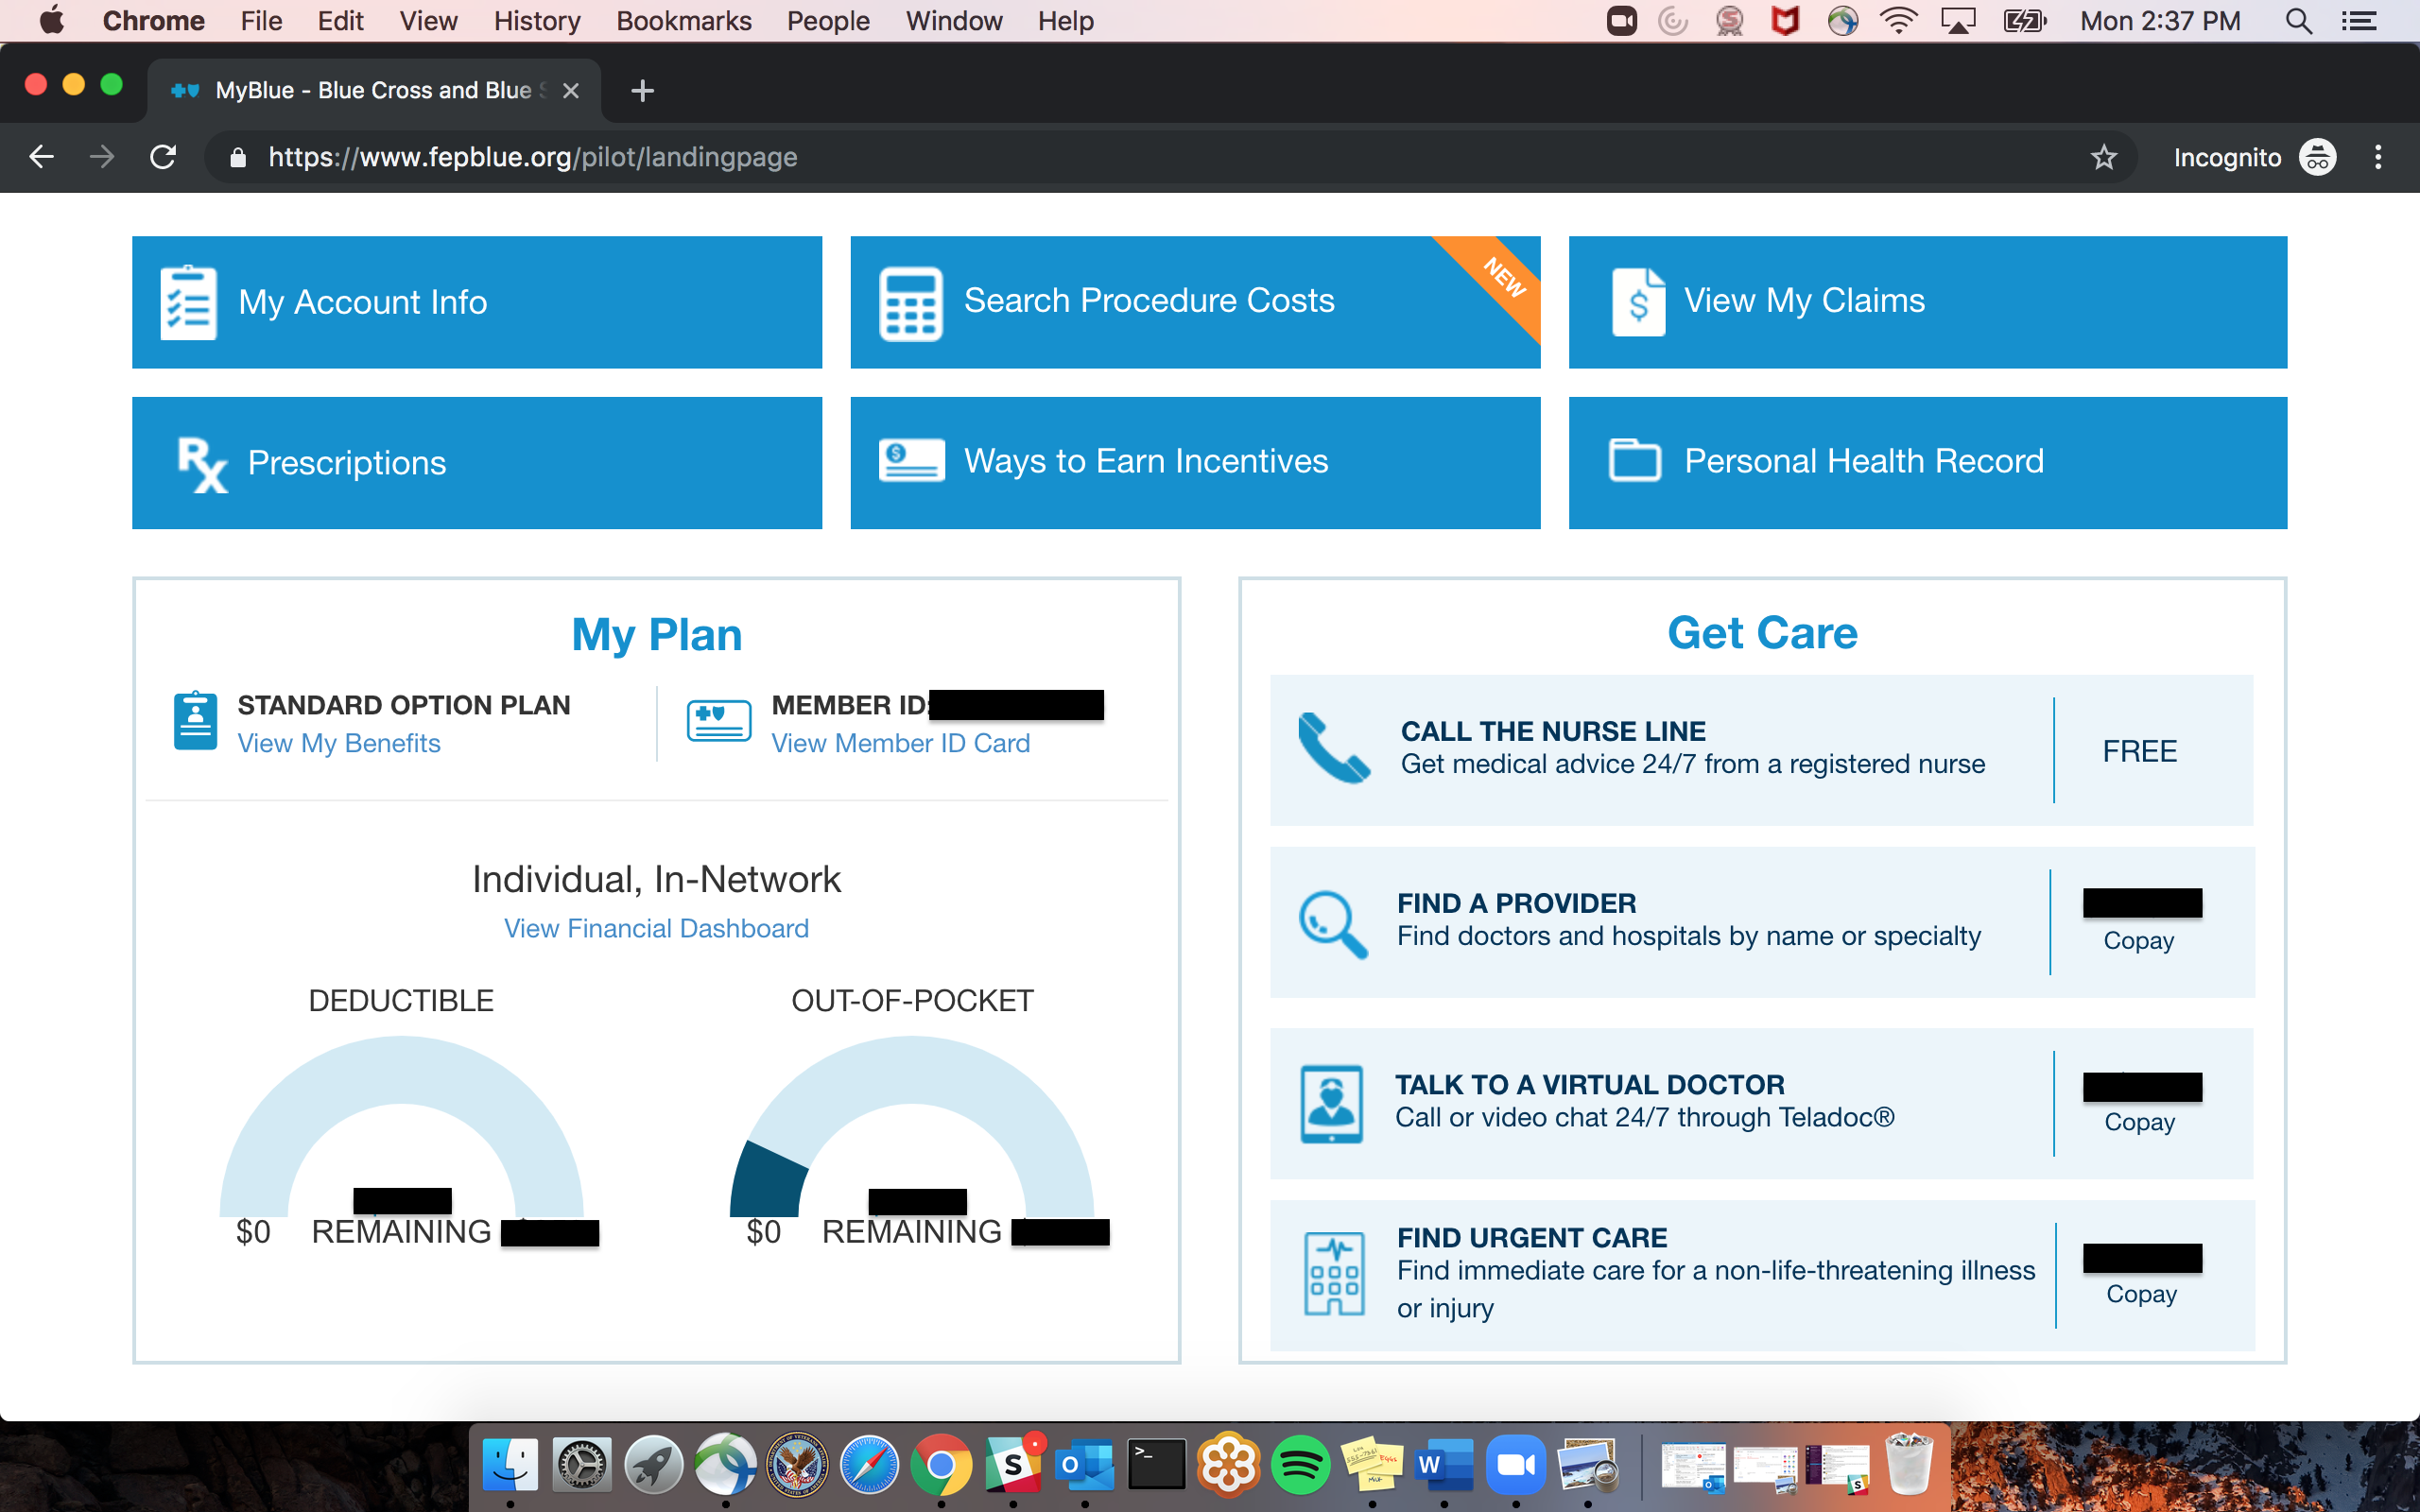 Chrome File Edit View History Bookmarks People Window Help Mon 2:37 PM
MyBlue - Blue Cross and Blue S
https://www.fepblue.org/pilot/landingpage Incognito
My Account Info
Search Procedure Costs
NEW
View My Claims
Prescriptions
Ways to Earn Incentives
Personal Health Record
My Plan
STANDARD OPTION PLAN
View My Benefits
MEMBER ID:
View Member ID Card
Individual, In-Network
View Financial Dashboard
DEDUCTIBLE
$0 REMAINING
OUT-OF-POCKET
$0 REMAINING
Get Care
CALL THE NURSE LINE
Get medical advice 24/7 from a registered nurse
FREE
FIND A PROVIDER
Find doctors and hospitals by name or specialty
Copay
TALK TO A VIRTUAL DOCTOR
Call or video chat 24/7 through Teladoc®
Copay
FIND URGENT CARE
Find immediate care for a non-life-threatening illness
or injury
Copay